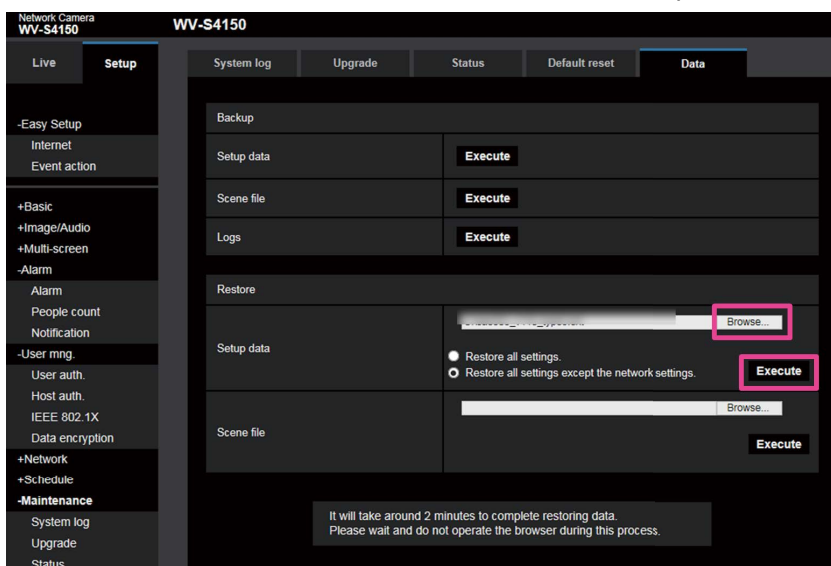 Network Camera
WV-S4150
WV-S4150
Live
Setup
System log
Upgrade
Status
Default reset
Data
-Easy Setup
Internet
Event action
+Basic
+Image/Audio
+Multi-screen
-Alarm
Alarm
People count
Notification
-User mng.
User auth.
Host auth.
IEEE 802.1X
Data encryption
+Network
+Schedule
-Maintenance
System log
Upgrade
Status
Backup
Setup data
Execute
Scene file
Execute
Logs
Execute
Restore
Setup data
Browse...
Restore all settings.
Restore all settings except the network settings.
Execute
Scene file
Browse...
Execute
It will take around 2 minutes to complete restoring data.
Please wait and do not operate the browser during this process.